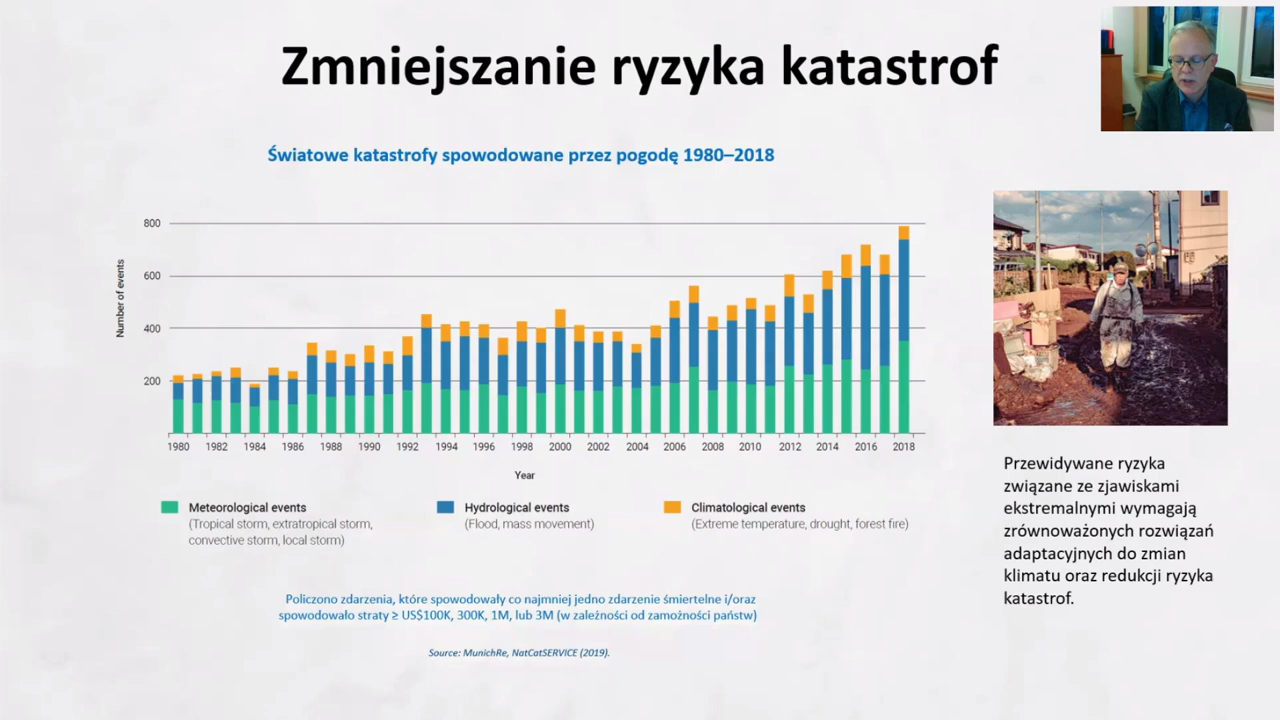 Zmniejszanie ryzyka katastrof
Światowe katastrofy spowodowane przez pogodę 1980–2018
Number of events
800
600
400
200
1980 1982 1984 1986 1988 1990 1992 1994 1996 1998 2000 2002 2004 2006 2008 2010 2012 2014 2016 2018
Year
Meteorological events
(Tropical storm, extratropical storm,
convective storm, local storm)
Hydrological events
(Flood, mass movement)
Climatological events
(Extreme temperature, drought, forest fire)
Policzono zdarzenia, które spowodowały co najmniej jedno zdarzenie śmiertelne i/oraz
spowodowało straty ≥ US$100K, 300K, 1M, lub 3M (w zależności od zamożności państw)
Source: MunichRe, NatCatSERVICE (2019).
Przewidywane ryzyka
związane ze zjawiskami
ekstremalnymi wymagają
zrównoważonych rozwiązań
adaptacyjnych do zmian
klimatu oraz redukcji ryzyka
katastrof.